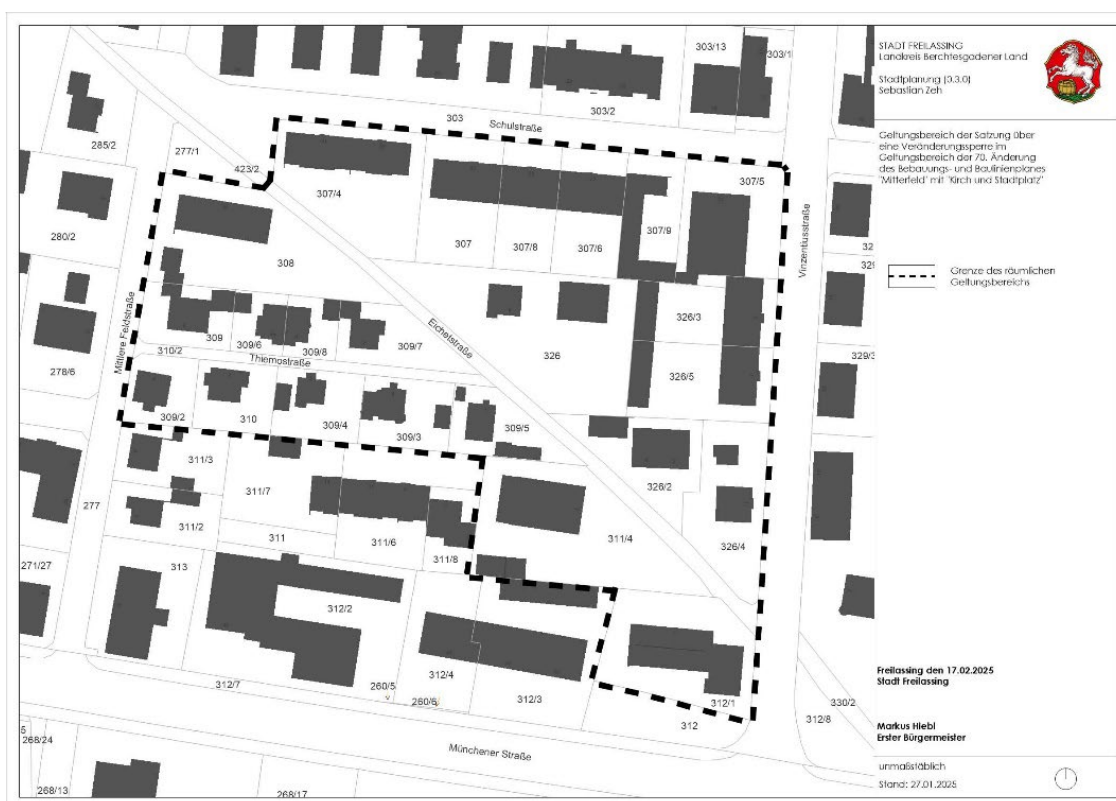 303/13
303/1
303/2
303
Schulstraße
285/2
277/1
423/2
307/4
307/5
307
307/8
307/6
307/9
280/2
308
Mittlere Feldstraße
Eichetstraße
Vinzentiusstraße
309
309/6
309/8
309/7
310/2
Thiemostraße
326
326/3
326/5
329/3
278/6
309/2
310
309/4
309/3
309/5
311/3
311/7
277
311/2
311
311/6
311/8
311/4
326/2
326/4
271/27
313
312/2
312/4
312/3
312/7
260/5
260/6
312/1
312
312/8
330/2
Münchener Straße
268/24
268/13
268/17
STADT FREILASSING
Landkreis Berchtesgadener Land
Stadtplanung (3.3.0)
Sebastian Zeh
Geltungsbereich der Satzung über
eine Veränderungssperre im
Geltungsbereich der 70. Änderung
des Bebauungs- und Baulinienplanes
"Mitterfeld" mit "Kirch und Stadtplatz"
Grenze des räumlichen
Geltungsbereichs
Freilassing den 17.02.2025
Stadt Freilassing
Markus Hiebl
Erster Bürgermeister
unmaßstäblich
Stand: 27.01.2025